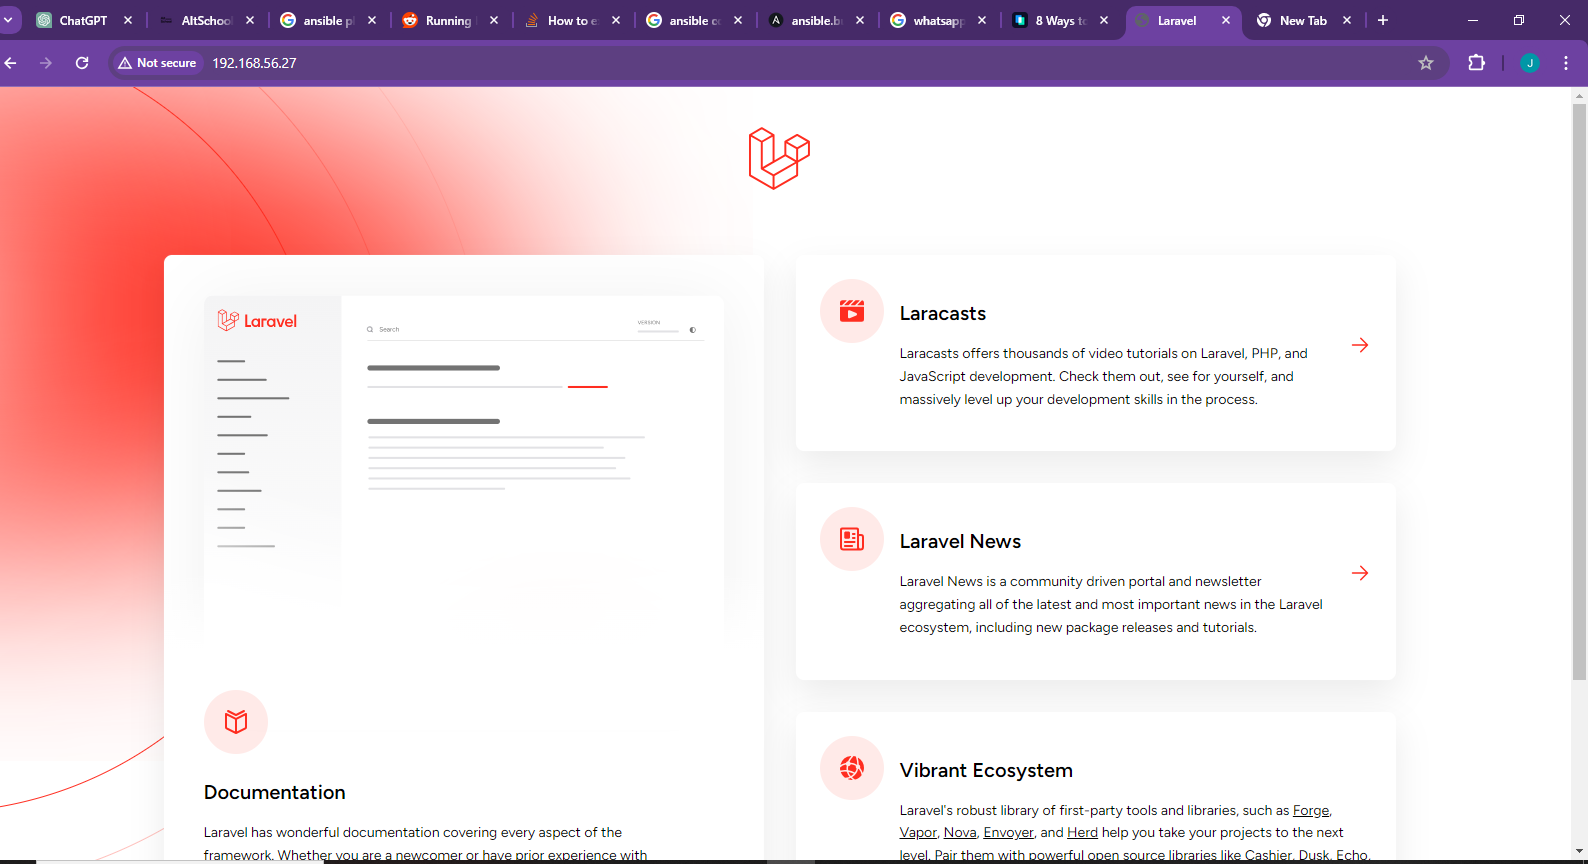 ChatGPT
AltSchool
ansible pl
Running
How to e
ansible co
ansible.bu
whatsapp
8 Ways to
Laravel
New Tab
Not secure
192.168.56.27
J
Laravel
Search
VERSION
Laracasts
Laracasts offers thousands of video tutorials on Laravel, PHP, and
JavaScript development. Check them out, see for yourself, and
massively level up your development skills in the process.
Laravel News
Laravel News is a community driven portal and newsletter
aggregating all of the latest and most important news in the Laravel
ecosystem, including new package releases and tutorials.
Documentation
Laravel has wonderful documentation covering every aspect of the
framework. Whether you are a newcomer or have prior experience with
Vibrant Ecosystem
Laravel's robust library of first-party tools and libraries, such as Forge,
Vapor, Nova, Envoyer, and Herd help you take your projects to the next
level. Pair them with powerful open source libraries like Cashier, Dusk, Echo,